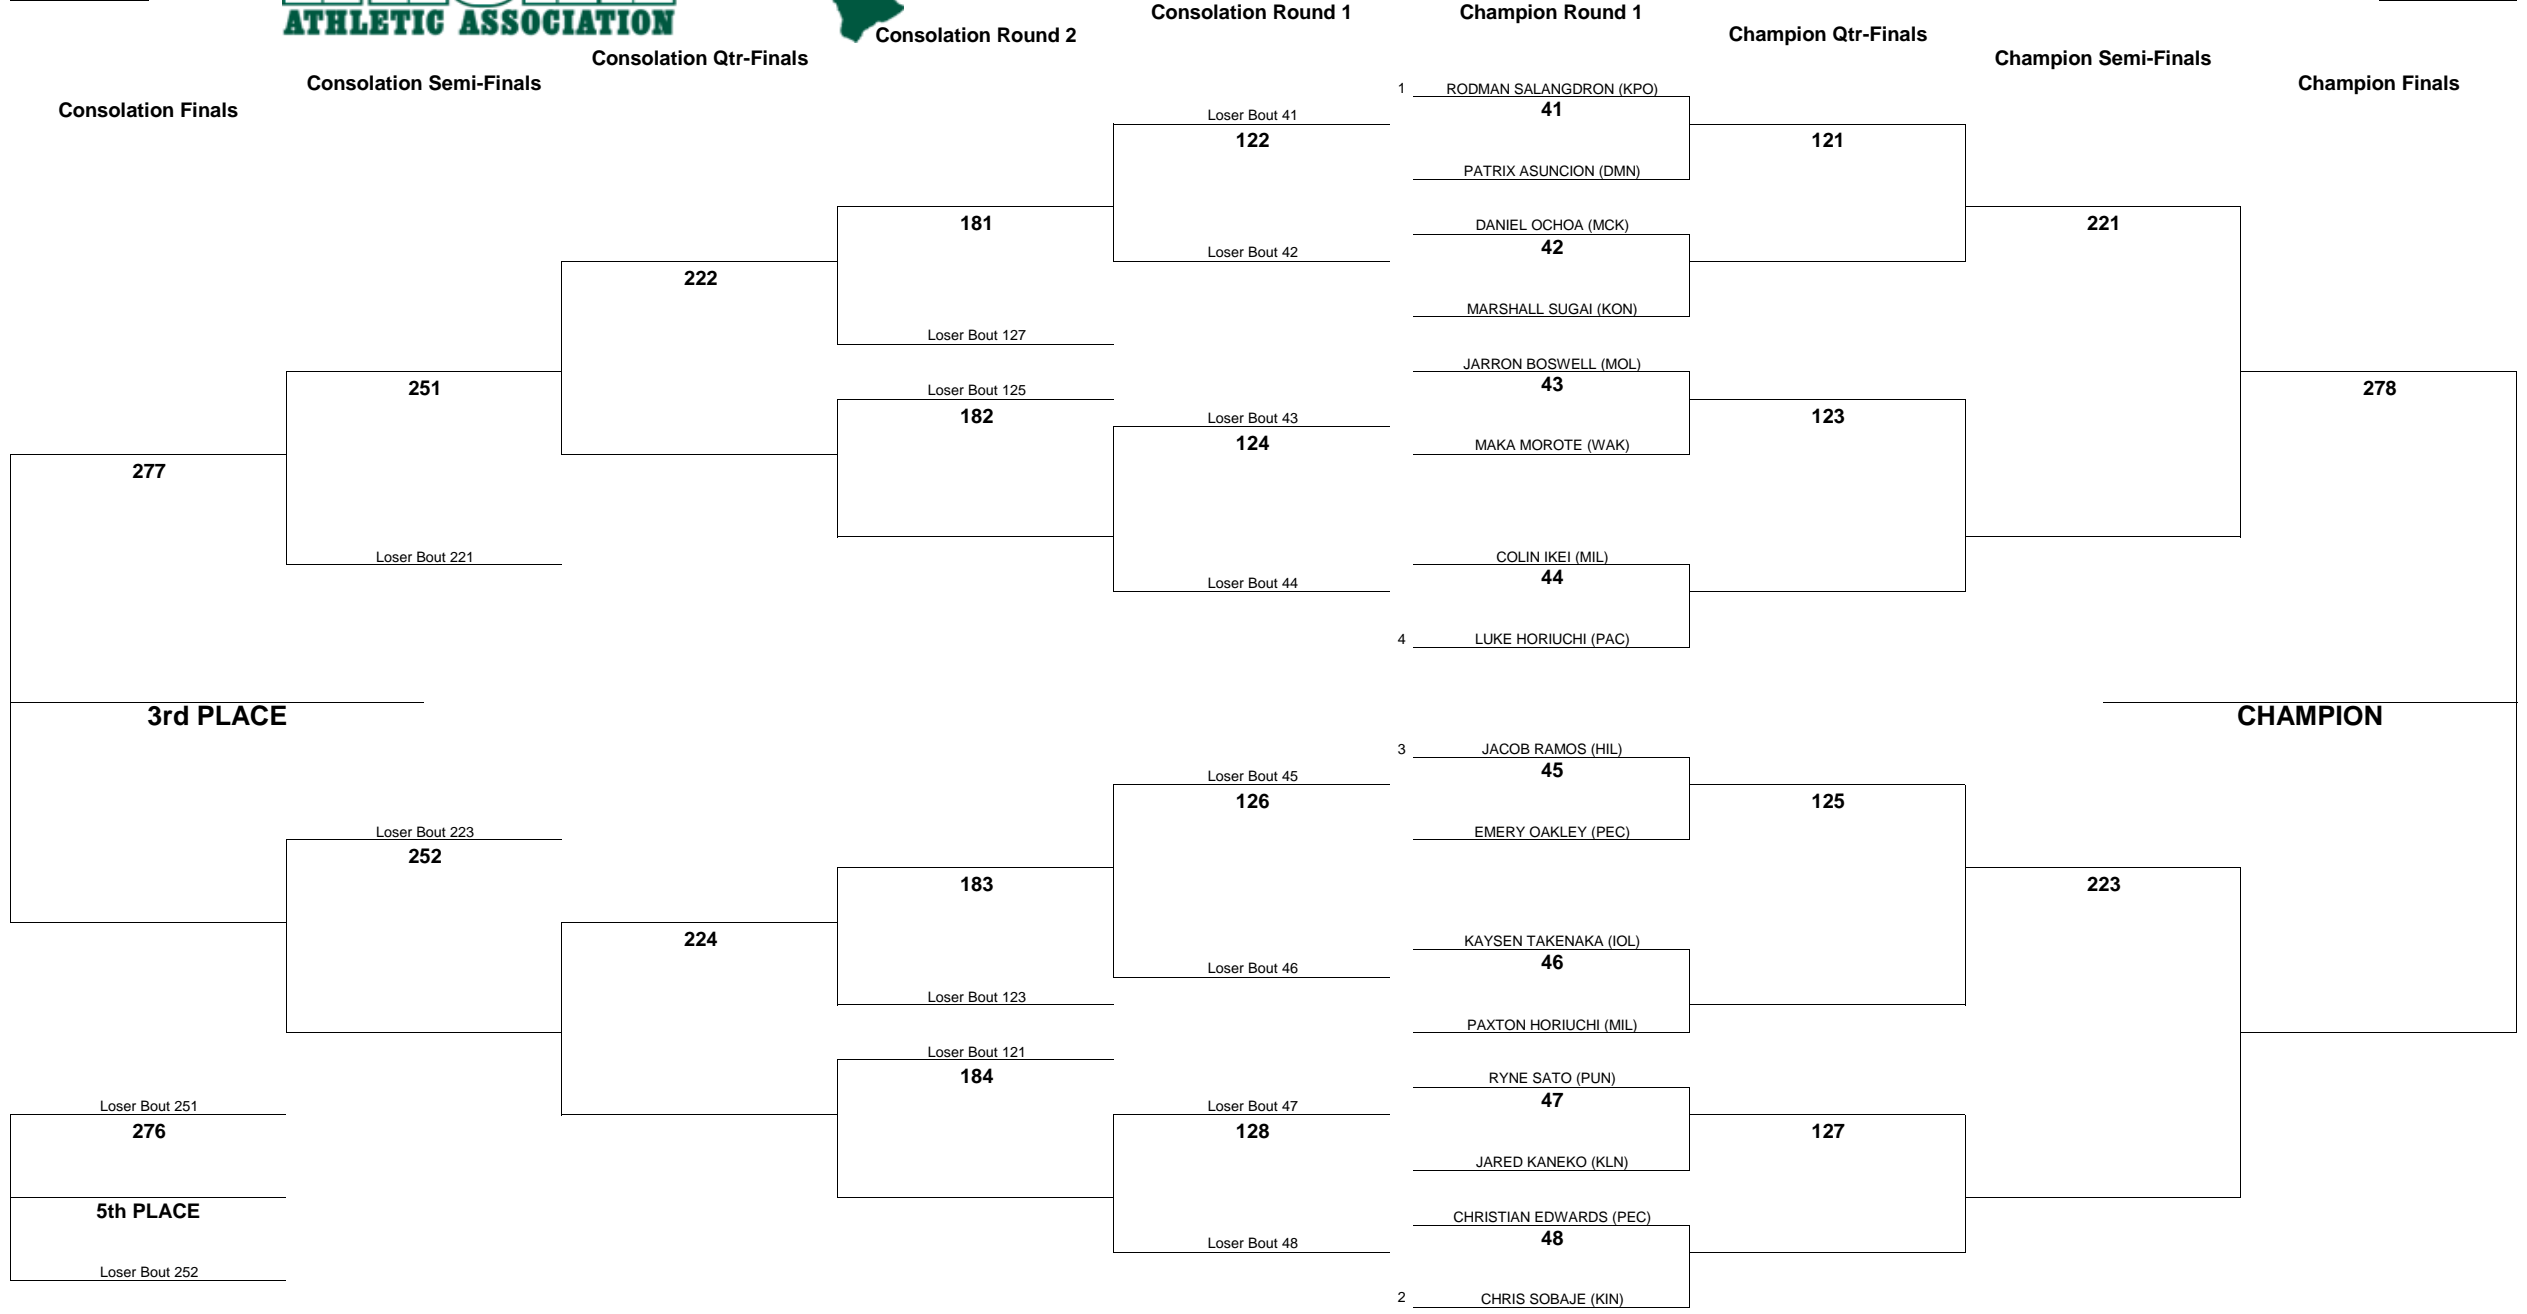 ATHLETIC ASSOCIATION
Consolation Round 1
Champion Round 1
Consolation Round 2
Champion Qtr-Finals
Consolation Qtr-Finals
Champion Semi-Finals
Consolation Semi-Finals
Champion Finals
Consolation Finals
1 RODMAN SALANGDRON (KPO)
41
PATRIX ASUNCION (DMN)
DANIEL OCHOA (MCK)
42
MARSHALL SUGAI (KON)
JARRON BOSWELL (MOL)
43
MAKA MOROTE (WAK)
COLIN IKEI (MIL)
44
4 LUKE HORIUCHI (PAC)
3 JACOB RAMOS (HIL)
45
EMERY OAKLEY (PEC)
KAYSEN TAKENAKA (IOL)
46
PAXTON HORIUCHI (MIL)
RYNE SATO (PUN)
47
JARED KANEKO (KLN)
CHRISTIAN EDWARDS (PEC)
48
2 CHRIS SOBAJE (KIN)
121
123
125
127
221
223
278
CHAMPION
Loser Bout 41
122
Loser Bout 42
Loser Bout 43
124
Loser Bout 44
Loser Bout 45
126
Loser Bout 46
Loser Bout 47
128
Loser Bout 48
181
Loser Bout 127
Loser Bout 125
182
183
Loser Bout 123
Loser Bout 121
184
222
224
251
Loser Bout 221
Loser Bout 223
252
277
3rd PLACE
Loser Bout 251
276
5th PLACE
Loser Bout 252